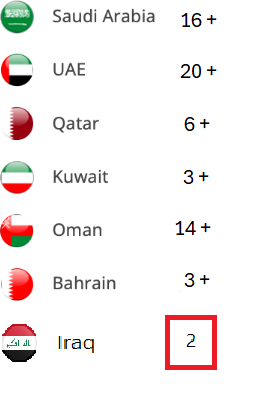 Saudi Arabia 16 +
UAE 20 +
Qatar 6 +
Kuwait 3 +
Oman 14 +
Bahrain 3 +
Iraq 2